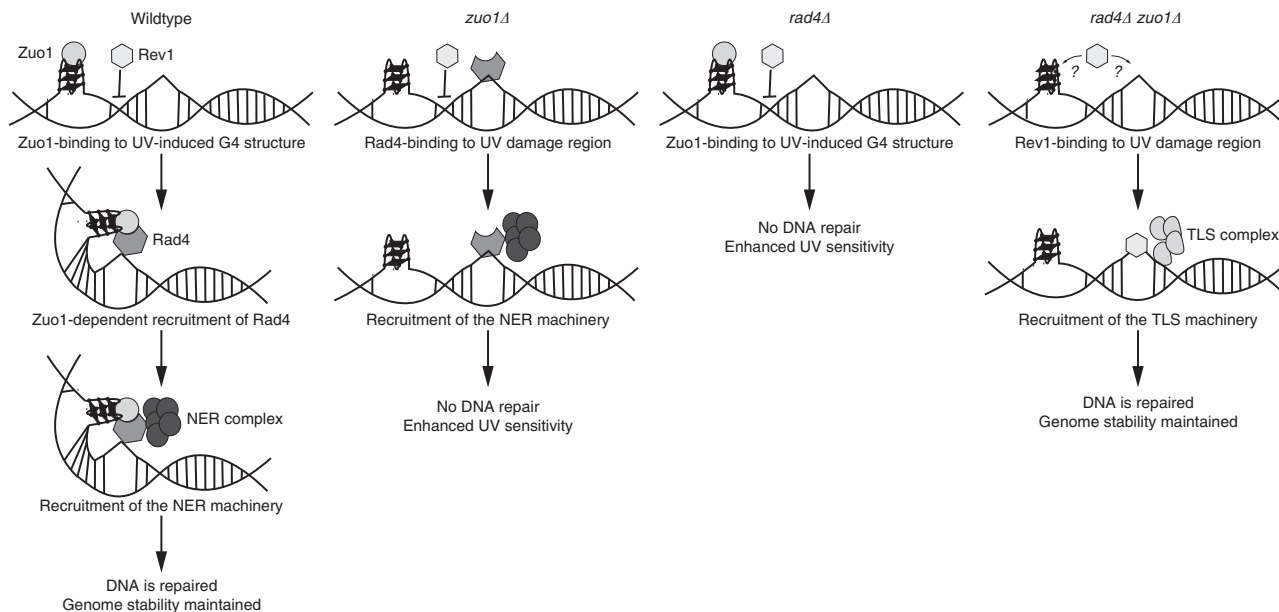 Wildtype
Zuo1
Rev1
Zuo1-binding to UV-induced G4 structure
Rad4
Zuo1-dependent recruitment of Rad4
NER complex
Recruitment of the NER machinery
DNA is repaired
Genome stability maintained
zuo1Δ
Rad4-binding to UV damage region
Recruitment of the NER machinery
No DNA repair
Enhanced UV sensitivity
rad4Δ
Zuo1-binding to UV-induced G4 structure
No DNA repair
Enhanced UV sensitivity
rad4Δ zuo1Δ
? ?
Rev1-binding to UV damage region
TLS complex
Recruitment of the TLS machinery
DNA is repaired
Genome stability maintained